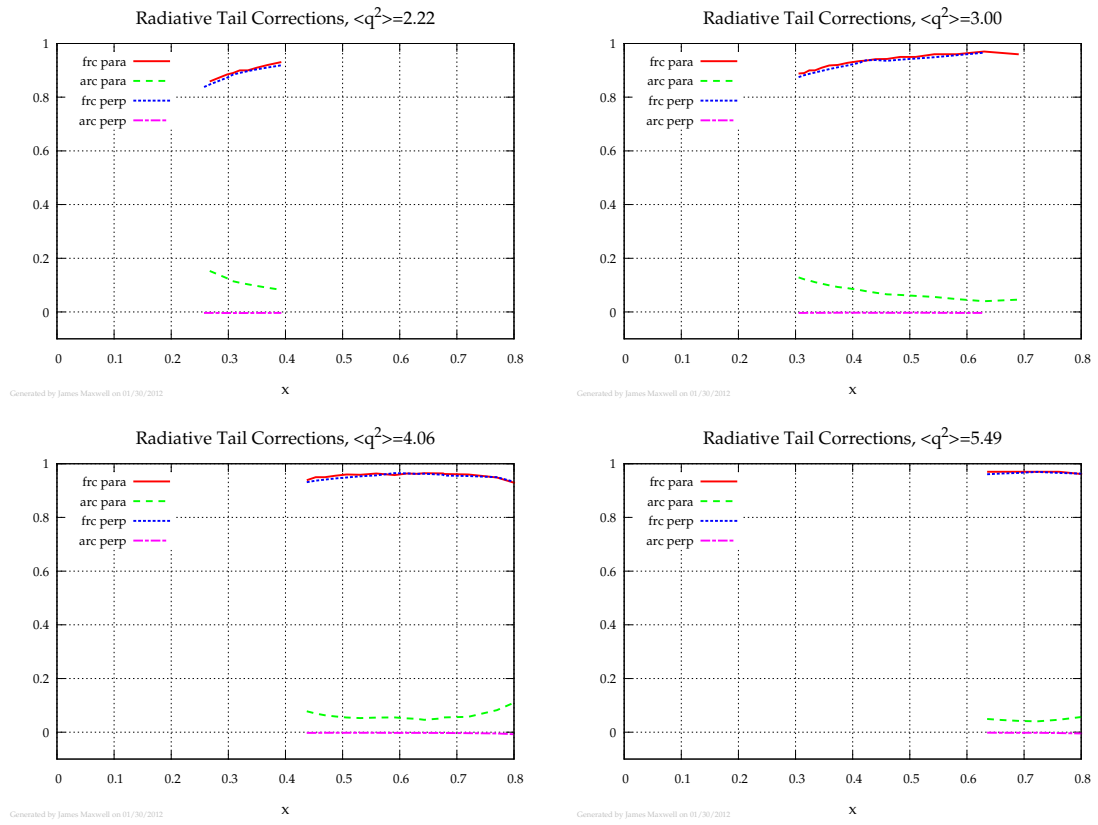 Radiative Tail Corrections, <q2>=2.22
1
0.8
0.6
0.4
0.2
0
frc para
arc para
frc perp
arc perp
0 0.1 0.2 0.3 0.4 0.5 0.6 0.7 0.8
x
Generated by James Maxwell on 01/30/2012
Radiative Tail Corrections, <q2>=3.00
1
0.8
0.6
0.4
0.2
0
frc para
arc para
frc perp
arc perp
0 0.1 0.2 0.3 0.4 0.5 0.6 0.7 0.8
x
Generated by James Maxwell on 01/30/2012
Radiative Tail Corrections, <q2>=4.06
1
0.8
0.6
0.4
0.2
0
frc para
arc para
frc perp
arc perp
0 0.1 0.2 0.3 0.4 0.5 0.6 0.7 0.8
x
Generated by James Maxwell on 01/30/2012
Radiative Tail Corrections, <q2>=5.49
1
0.8
0.6
0.4
0.2
0
frc para
arc para
frc perp
arc perp
0 0.1 0.2 0.3 0.4 0.5 0.6 0.7 0.8
x
Generated by James Maxwell on 01/30/2012